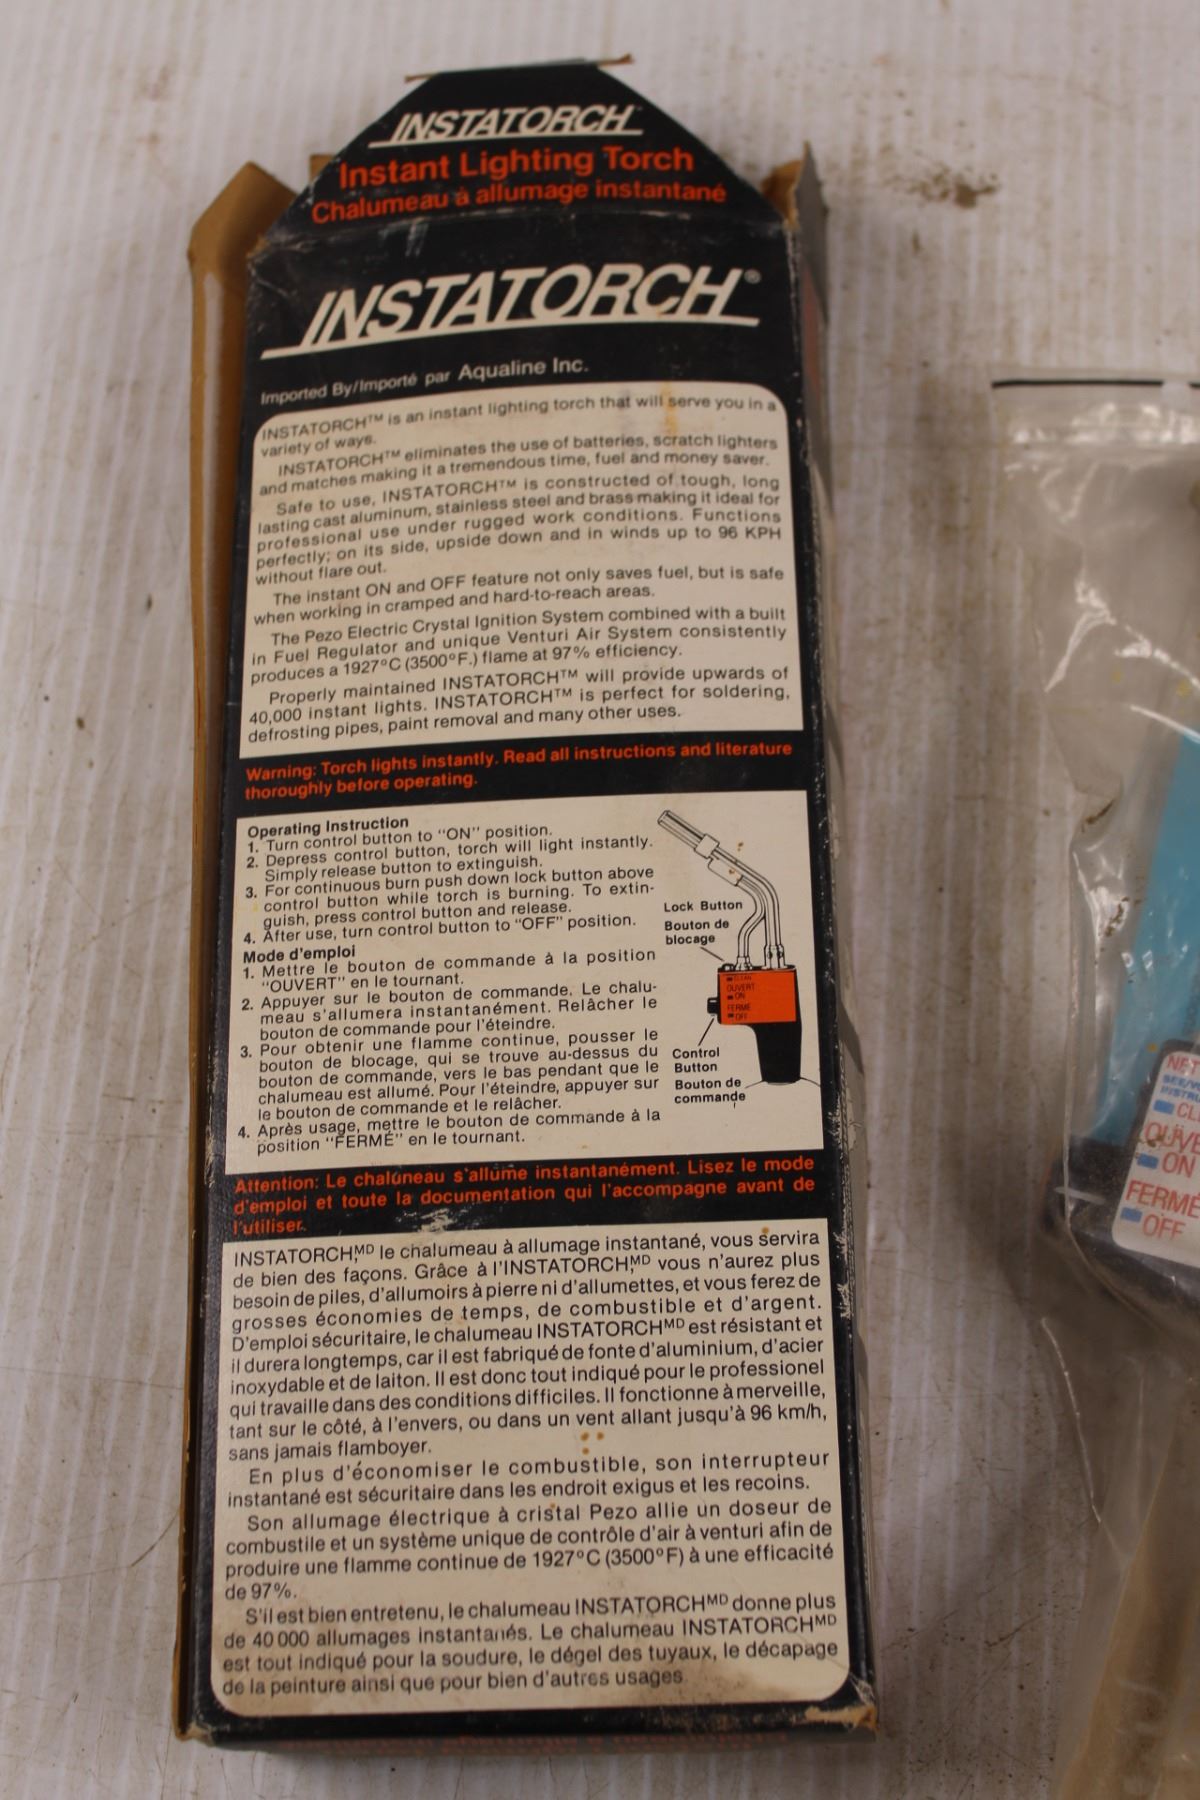 INSTATORCH™
Instant Lighting Torch
Chalumeau à allumage instantané
INSTATORCH®
Imported By/Importé par Aqualine Inc.
INSTATORCH™ is an instant lighting torch that will serve you in a
variety of ways.
INSTATORCH™ eliminates the use of batteries, scratch lighters
and matches making it a tremendous time, fuel and money saver.
Safe to use, INSTATORCH™ is constructed of tough, long
lasting cast aluminum, stainless steel and brass making it ideal for
professional use under rugged work conditions. Functions
perfectly; on its side, upside down and in winds up to 96 KPH
without flare out.
The instant ON and OFF feature not only saves fuel, but is safe
when working in cramped and hard-to-reach areas.
The Pezo Electric Crystal Ignition System combined with a built
in Fuel Regulator and unique Venturi Air System consistently
produces a 1927°C (3500°F.) flame at 97% efficiency.
Properly maintained INSTATORCH™ will provide upwards of
40,000 instant lights. INSTATORCH™ is perfect for soldering,
defrosting pipes, paint removal and many other uses.
Warning: Torch lights instantly. Read all instructions and literature
thoroughly before operating.
Operating Instruction
1. Turn control button to "ON" position.
2. Depress control button, torch will light instantly.
Simply release button to extinguish.
3. For continuous burn push down lock button above
control button while torch is burning. To extin-
guish, press control button and release.
4. After use, turn control button to "OFF" position.
Mode d'emploi
1. Mettre le bouton de commande à la position
"OUVERT" en le tournant.
2. Appuyer sur le bouton de commande. Le chalu-
meau s'allumera instantanément. Relâcher le
bouton de commande pour l'éteindre.
3. Pour obtenir une flamme continue, pousser le
bouton de blocage, qui se trouve au-dessus du
bouton de commande, vers le bas pendant que le
chalumeau est allumé. Pour l'éteindre, appuyer sur
le bouton de commande et le relâcher.
4. Après usage, mettre le bouton de commande à la
position "FERMÉ" en le tournant.
Lock Button
Bouton de
blocage
CLEAN
OUVERT
ON
FERME
OFF
Control
Button
Bouton de
commande
Attention: Le chaluneau s'allume instantanément. Lisez le mode
d'emploi et toute la documentation qui l'accompagne avant de
l'utiliser.
INSTATORCH,MD le chalumeau à allumage instantané, vous servira
de bien des façons. Grâce à l'INSTATORCH,MD vous n'aurez plus
besoin de piles, d'allumoirs à pierre ni d'allumettes, et vous ferez de
grosses économies de temps, de combustible et d'argent.
D'emploi sécuritaire, le chalumeau INSTATORCHMD est résistant et
il durera longtemps, car il est fabriqué de fonte d'aluminium, d'acier
inoxydable et de laiton. Il est donc tout indiqué pour le professionel
qui travaille dans des conditions difficiles. Il fonctionne à merveille,
tant sur le côté, à l'envers, ou dans un vent allant jusqu'à 96 km/h,
sans jamais flamboyer.
En plus d'économiser le combustible, son interrupteur
instantané est sécuritaire dans les endroit exigus et les recoins.
Son allumage électrique à cristal Pezo allie un doseur de
combustile et un système unique de contrôle d'air à venturi afin de
produire une flamme continue de 1927°C (3500°F) à une efficacité
de 97%.
S'il est bien entretenu, le chalumeau INSTATORCHMD donne plus
de 40 000 allumages instantanés. Le chalumeau INSTATORCHMD
est tout indiqué pour la soudure, le dégel des tuyaux, le décapage
de la peinture ainsi que pour bien d'autres usages.
CL
OUVE
ON
FERME
OFF